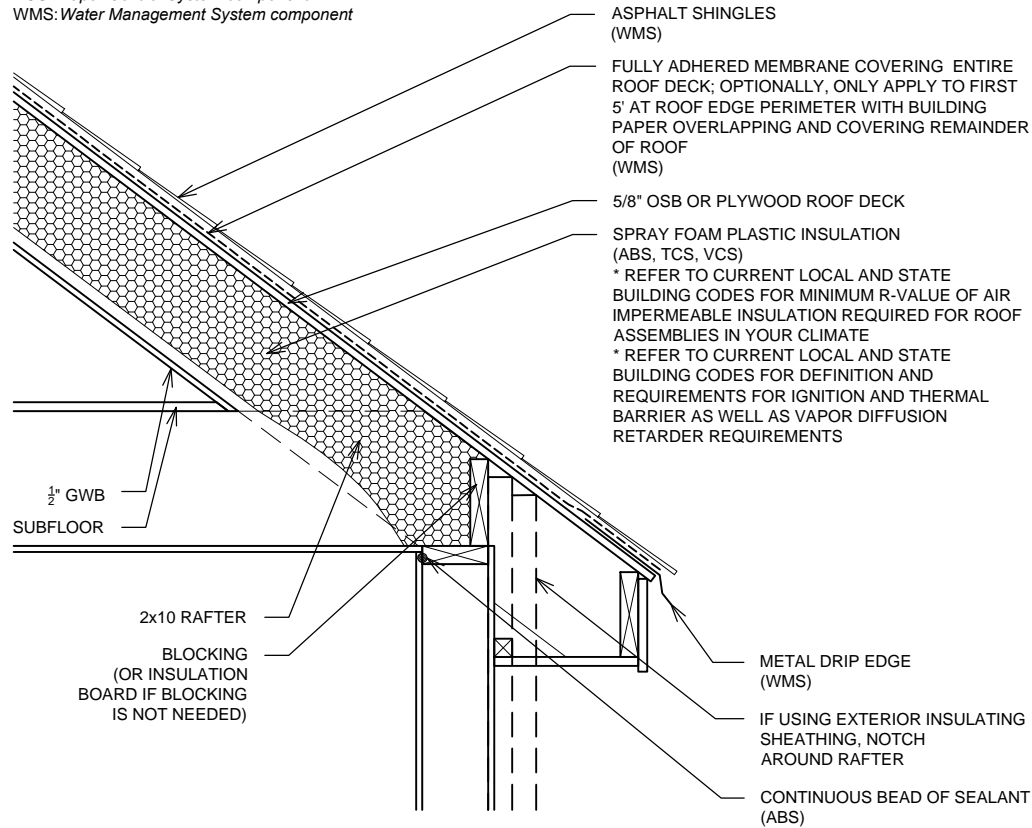 WMS: Water Management System component
ASPHALT SHINGLES
(WMS)
FULLY ADHERED MEMBRANE COVERING ENTIRE
ROOF DECK; OPTIONALLY, ONLY APPLY TO FIRST
5' AT ROOF EDGE PERIMETER WITH BUILDING
PAPER OVERLAPPING AND COVERING REMAINDER
OF ROOF
(WMS)
5/8" OSB OR PLYWOOD ROOF DECK
SPRAY FOAM PLASTIC INSULATION
(ABS, TCS, VCS)
* REFER TO CURRENT LOCAL AND STATE
BUILDING CODES FOR MINIMUM R-VALUE OF AIR
IMPERMEABLE INSULATION REQUIRED FOR ROOF
ASSEMBLIES IN YOUR CLIMATE
* REFER TO CURRENT LOCAL AND STATE
BUILDING CODES FOR DEFINITION AND
REQUIREMENTS FOR IGNITION AND THERMAL
BARRIER AS WELL AS VAPOR DIFFUSION
RETARDER REQUIREMENTS
1/2" GWB
SUBFLOOR
2x10 RAFTER
BLOCKING
(OR INSULATION
BOARD IF BLOCKING
IS NOT NEEDED)
METAL DRIP EDGE
(WMS)
IF USING EXTERIOR INSULATING
SHEATHING, NOTCH
AROUND RAFTER
CONTINUOUS BEAD OF SEALANT
(ABS)